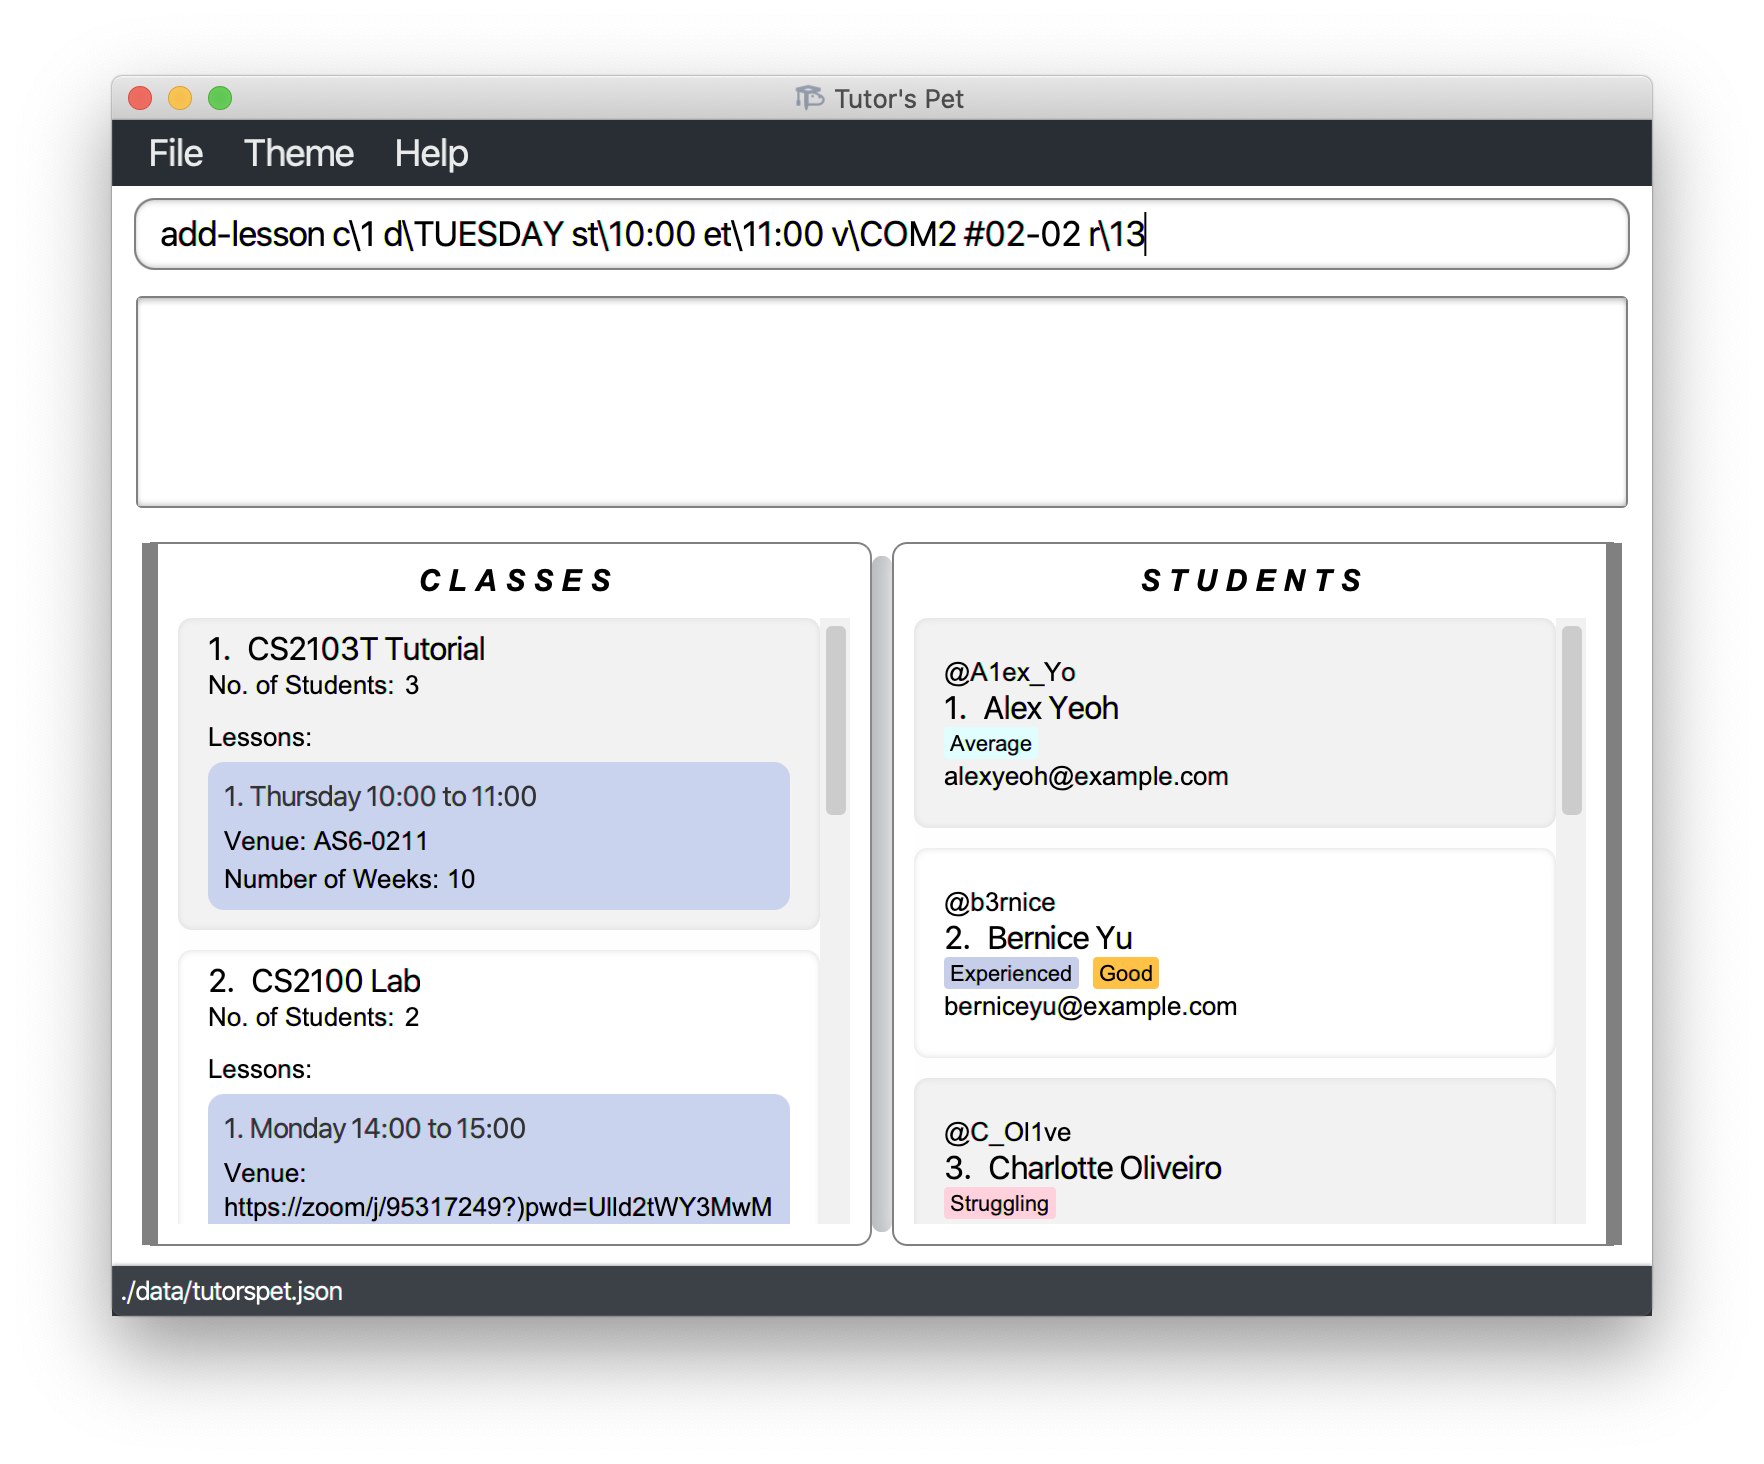 Tutor's Pet
File Theme Help
add-lesson c\1 d\TUESDAY st\10:00 et\11:00 v\COM2 #02-02 r\13
CLASSES
1. CS2103T Tutorial
No. of Students: 3
Lessons:
1. Thursday 10:00 to 11:00
Venue: AS6-0211
Number of Weeks: 10
2. CS2100 Lab
No. of Students: 2
Lessons:
1. Monday 14:00 to 15:00
Venue:
https://zoom/j/95317249?)pwd=Ulld2tWY3MwM
STUDENTS
@A1ex_Yo
1. Alex Yeoh
Average
alexyeoh@example.com
@b3rnice
2. Bernice Yu
Experienced Good
berniceyu@example.com
@C_Ol1ve
3. Charlotte Oliveiro
Struggling
./data/tutorspet.json